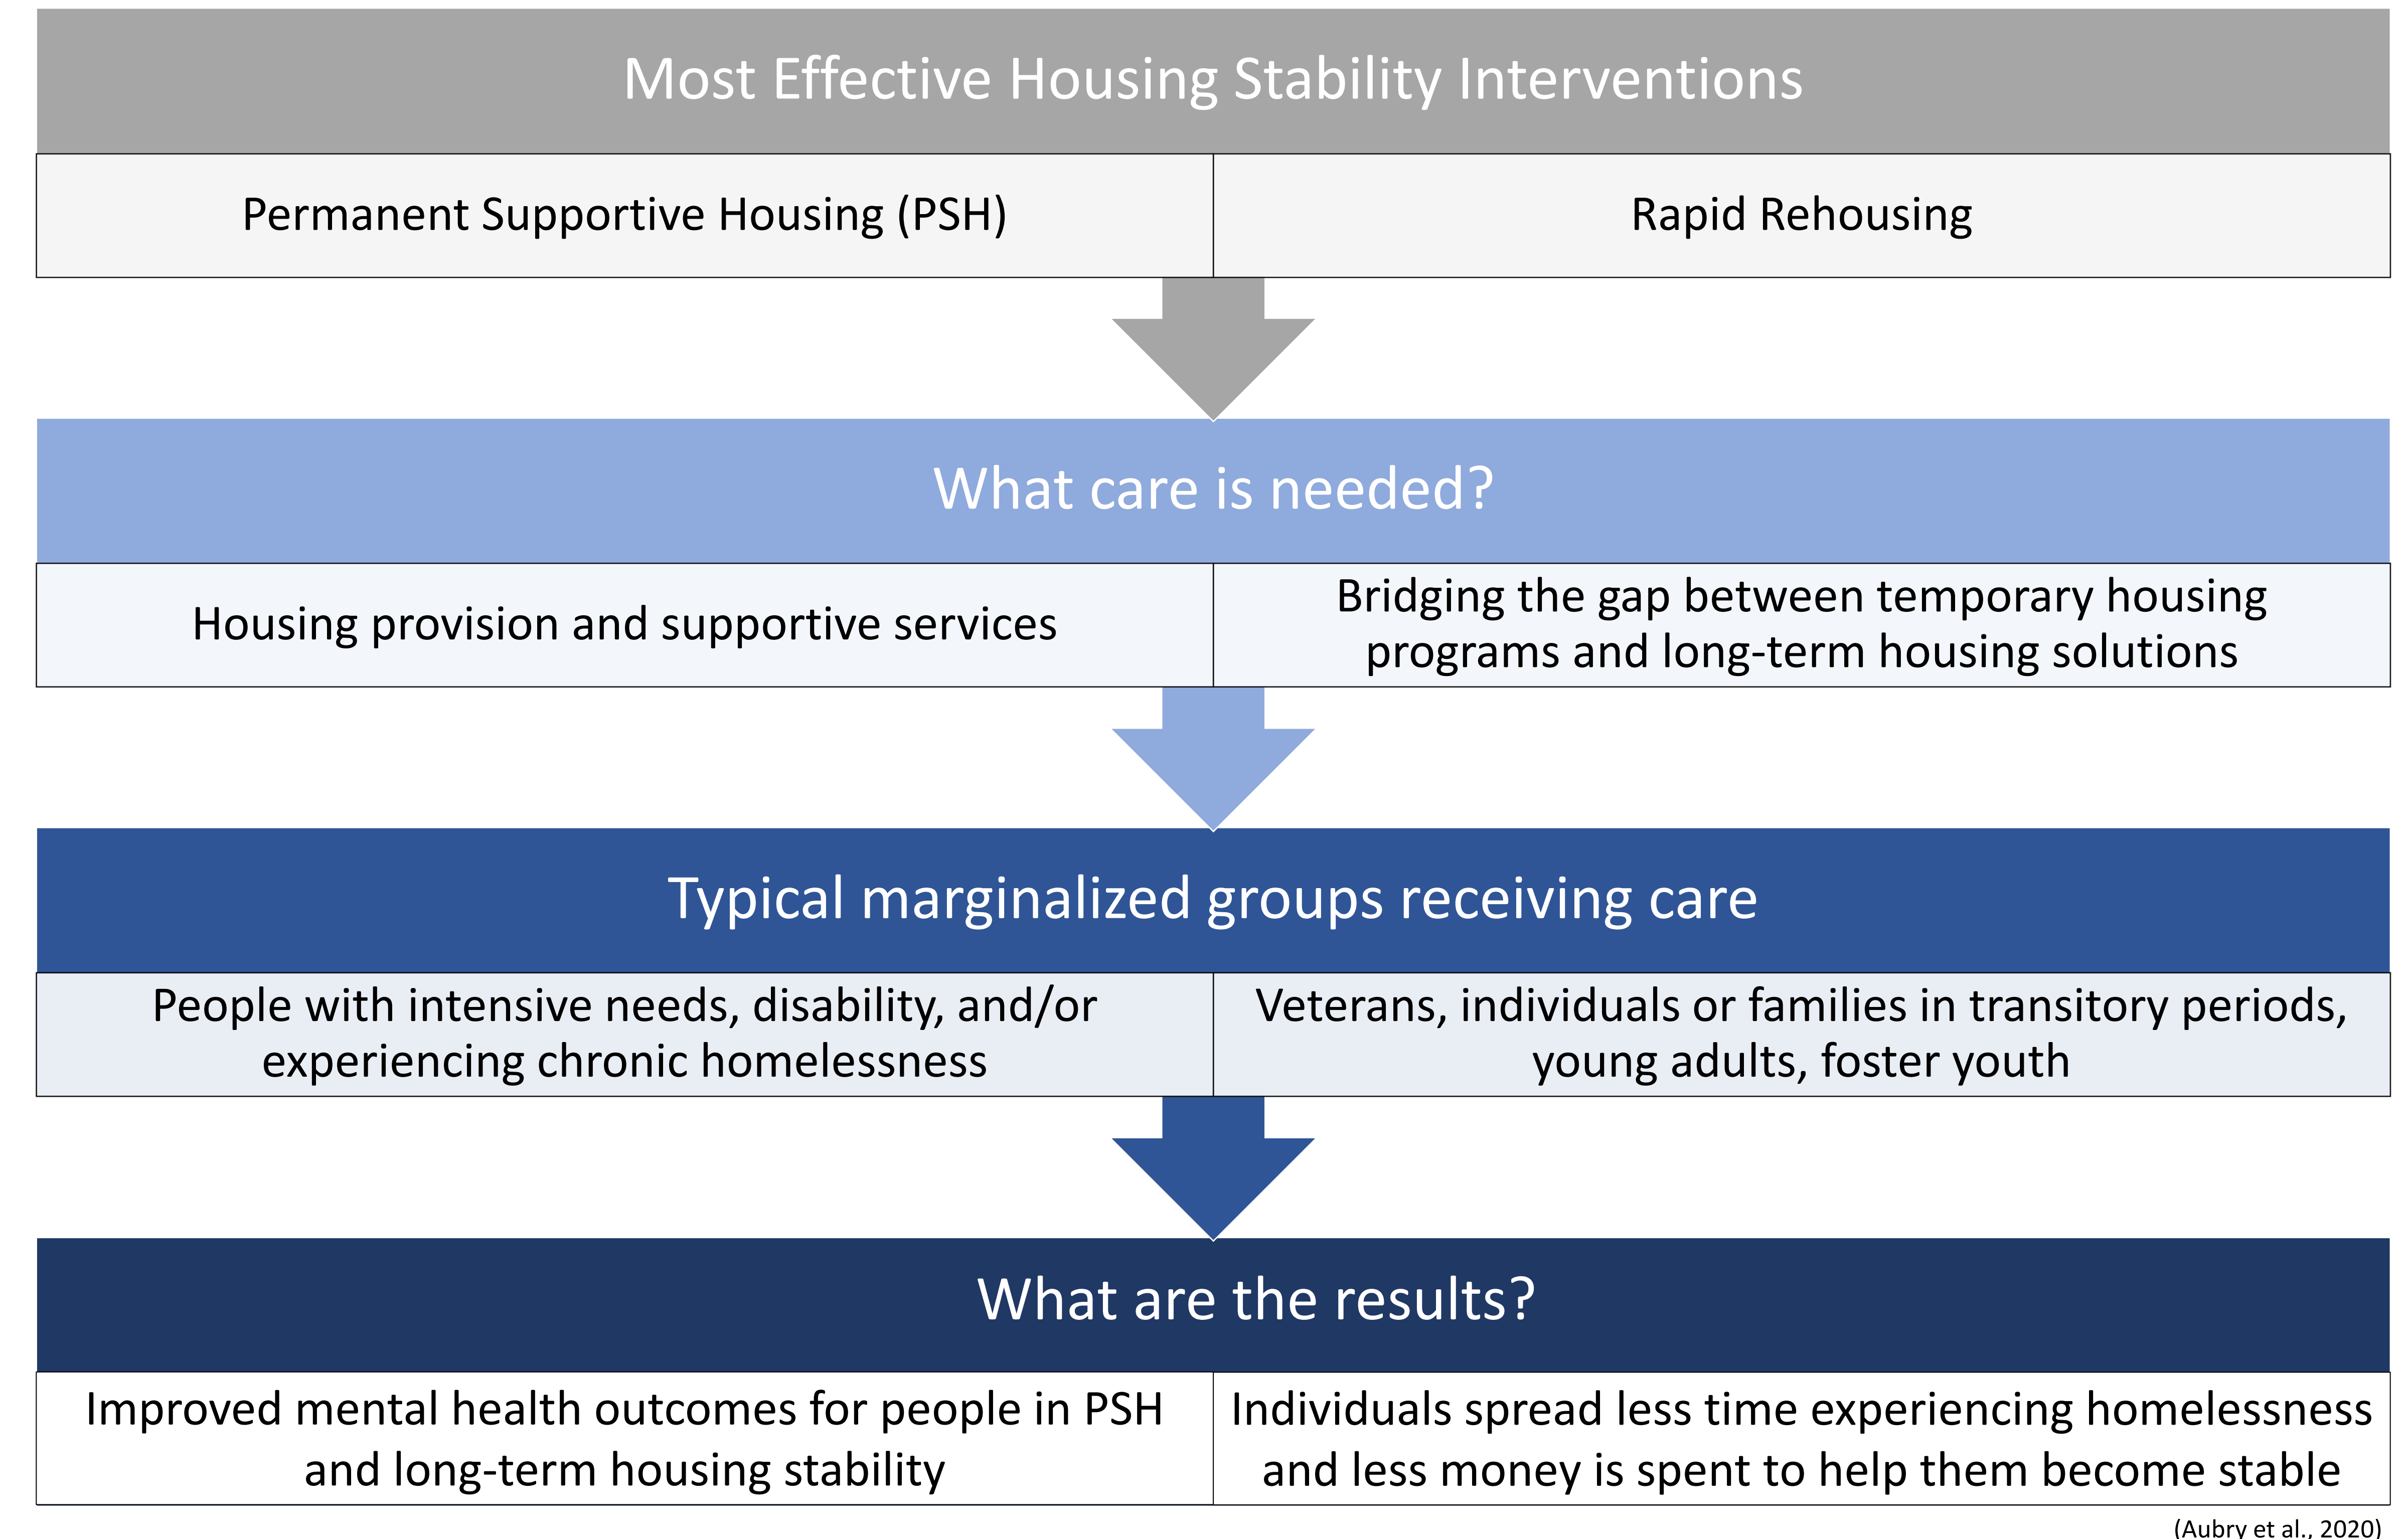 Most Effective Housing Stability Interventions
Permanent Supportive Housing (PSH)
Rapid Rehousing
What care is needed?
Housing provision and supportive services
Bridging the gap between temporary housing
programs and long-term housing solutions
Typical marginalized groups receiving care
People with intensive needs, disability, and/or
experiencing chronic homelessness
Veterans, individuals or families in transitory periods,
young adults, foster youth
What are the results?
Improved mental health outcomes for people in PSH
and long-term housing stability
Individuals spread less time experiencing homelessness
and less money is spent to help them become stable
(Aubry et al., 2020)